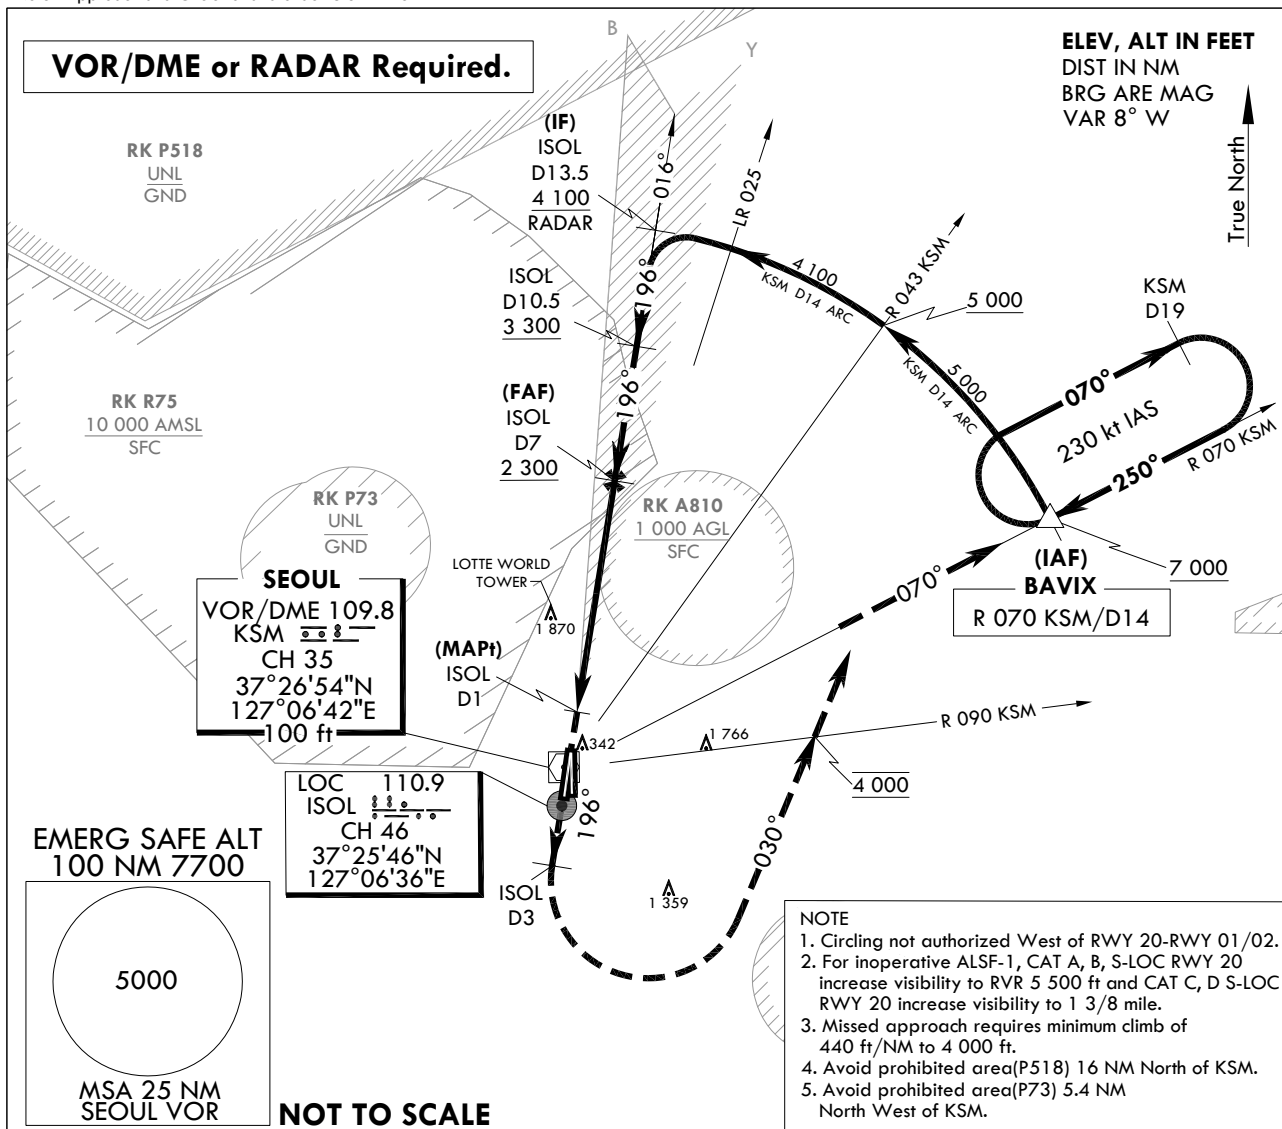 VOR/DME or RADAR Required.
B
Y
ELEV, ALT IN FEET
DIST IN NM
BRG ARE MAG
VAR 8° W
True North
RK P518
UNL
GND
(IF)
ISOL
D13.5
4 100
RADAR
016°
LR 025
196°
4 100
KSM D14 ARC
R 043 KSM
5 000
5 000
KSM D14 ARC
KSM
D19
070°
230 kt IAS
250°
R 070 KSM
ISOL
D10.5
3 300
196°
RK R75
10 000 AMSL
SFC
(FAF)
ISOL
D7
2 300
RK P73
UNL
GND
RK A810
1 000 AGL
SFC
LOTTE WORLD
TOWER
1 870
070°
(IAF)
BAVIX
R 070 KSM/D14
7 000
SEOUL
VOR/DME 109.8
KSM
CH 35
37°26'54"N
127°06'42"E
100 ft
(MAPt)
ISOL
D1
342
1 766
R 090 KSM
4 000
LOC 110.9
ISOL
CH 46
37°25'46"N
127°06'36"E
196°
030°
ISOL
D3
1 359
EMERG SAFE ALT
100 NM 7700
5000
MSA 25 NM
SEOUL VOR
NOT TO SCALE
NOTE
1. Circling not authorized West of RWY 20-RWY 01/02.
2. For inoperative ALSF-1, CAT A, B, S-LOC RWY 20
increase visibility to RVR 5 500 ft and CAT C, D S-LOC
RWY 20 increase visibility to 1 3/8 mile.
3. Missed approach requires minimum climb of
440 ft/NM to 4 000 ft.
4. Avoid prohibited area(P518) 16 NM North of KSM.
5. Avoid prohibited area(P73) 5.4 NM
North West of KSM.